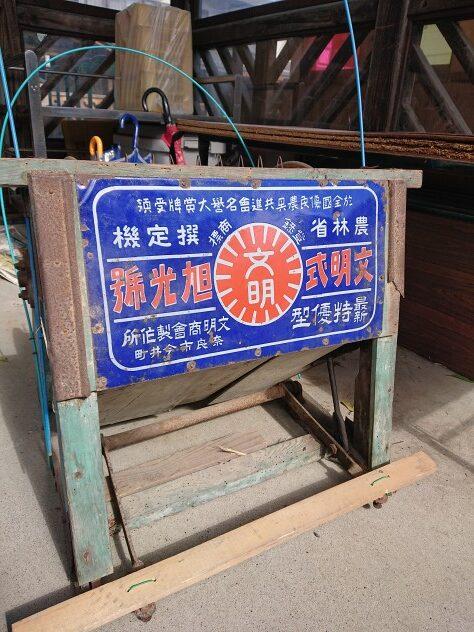 於全國優良農具共進會名譽大賞牌受領
農林省
登録商標
撰定機
文明式
文明
旭光號
最特優型
文明商會製作所
奈良市今井町